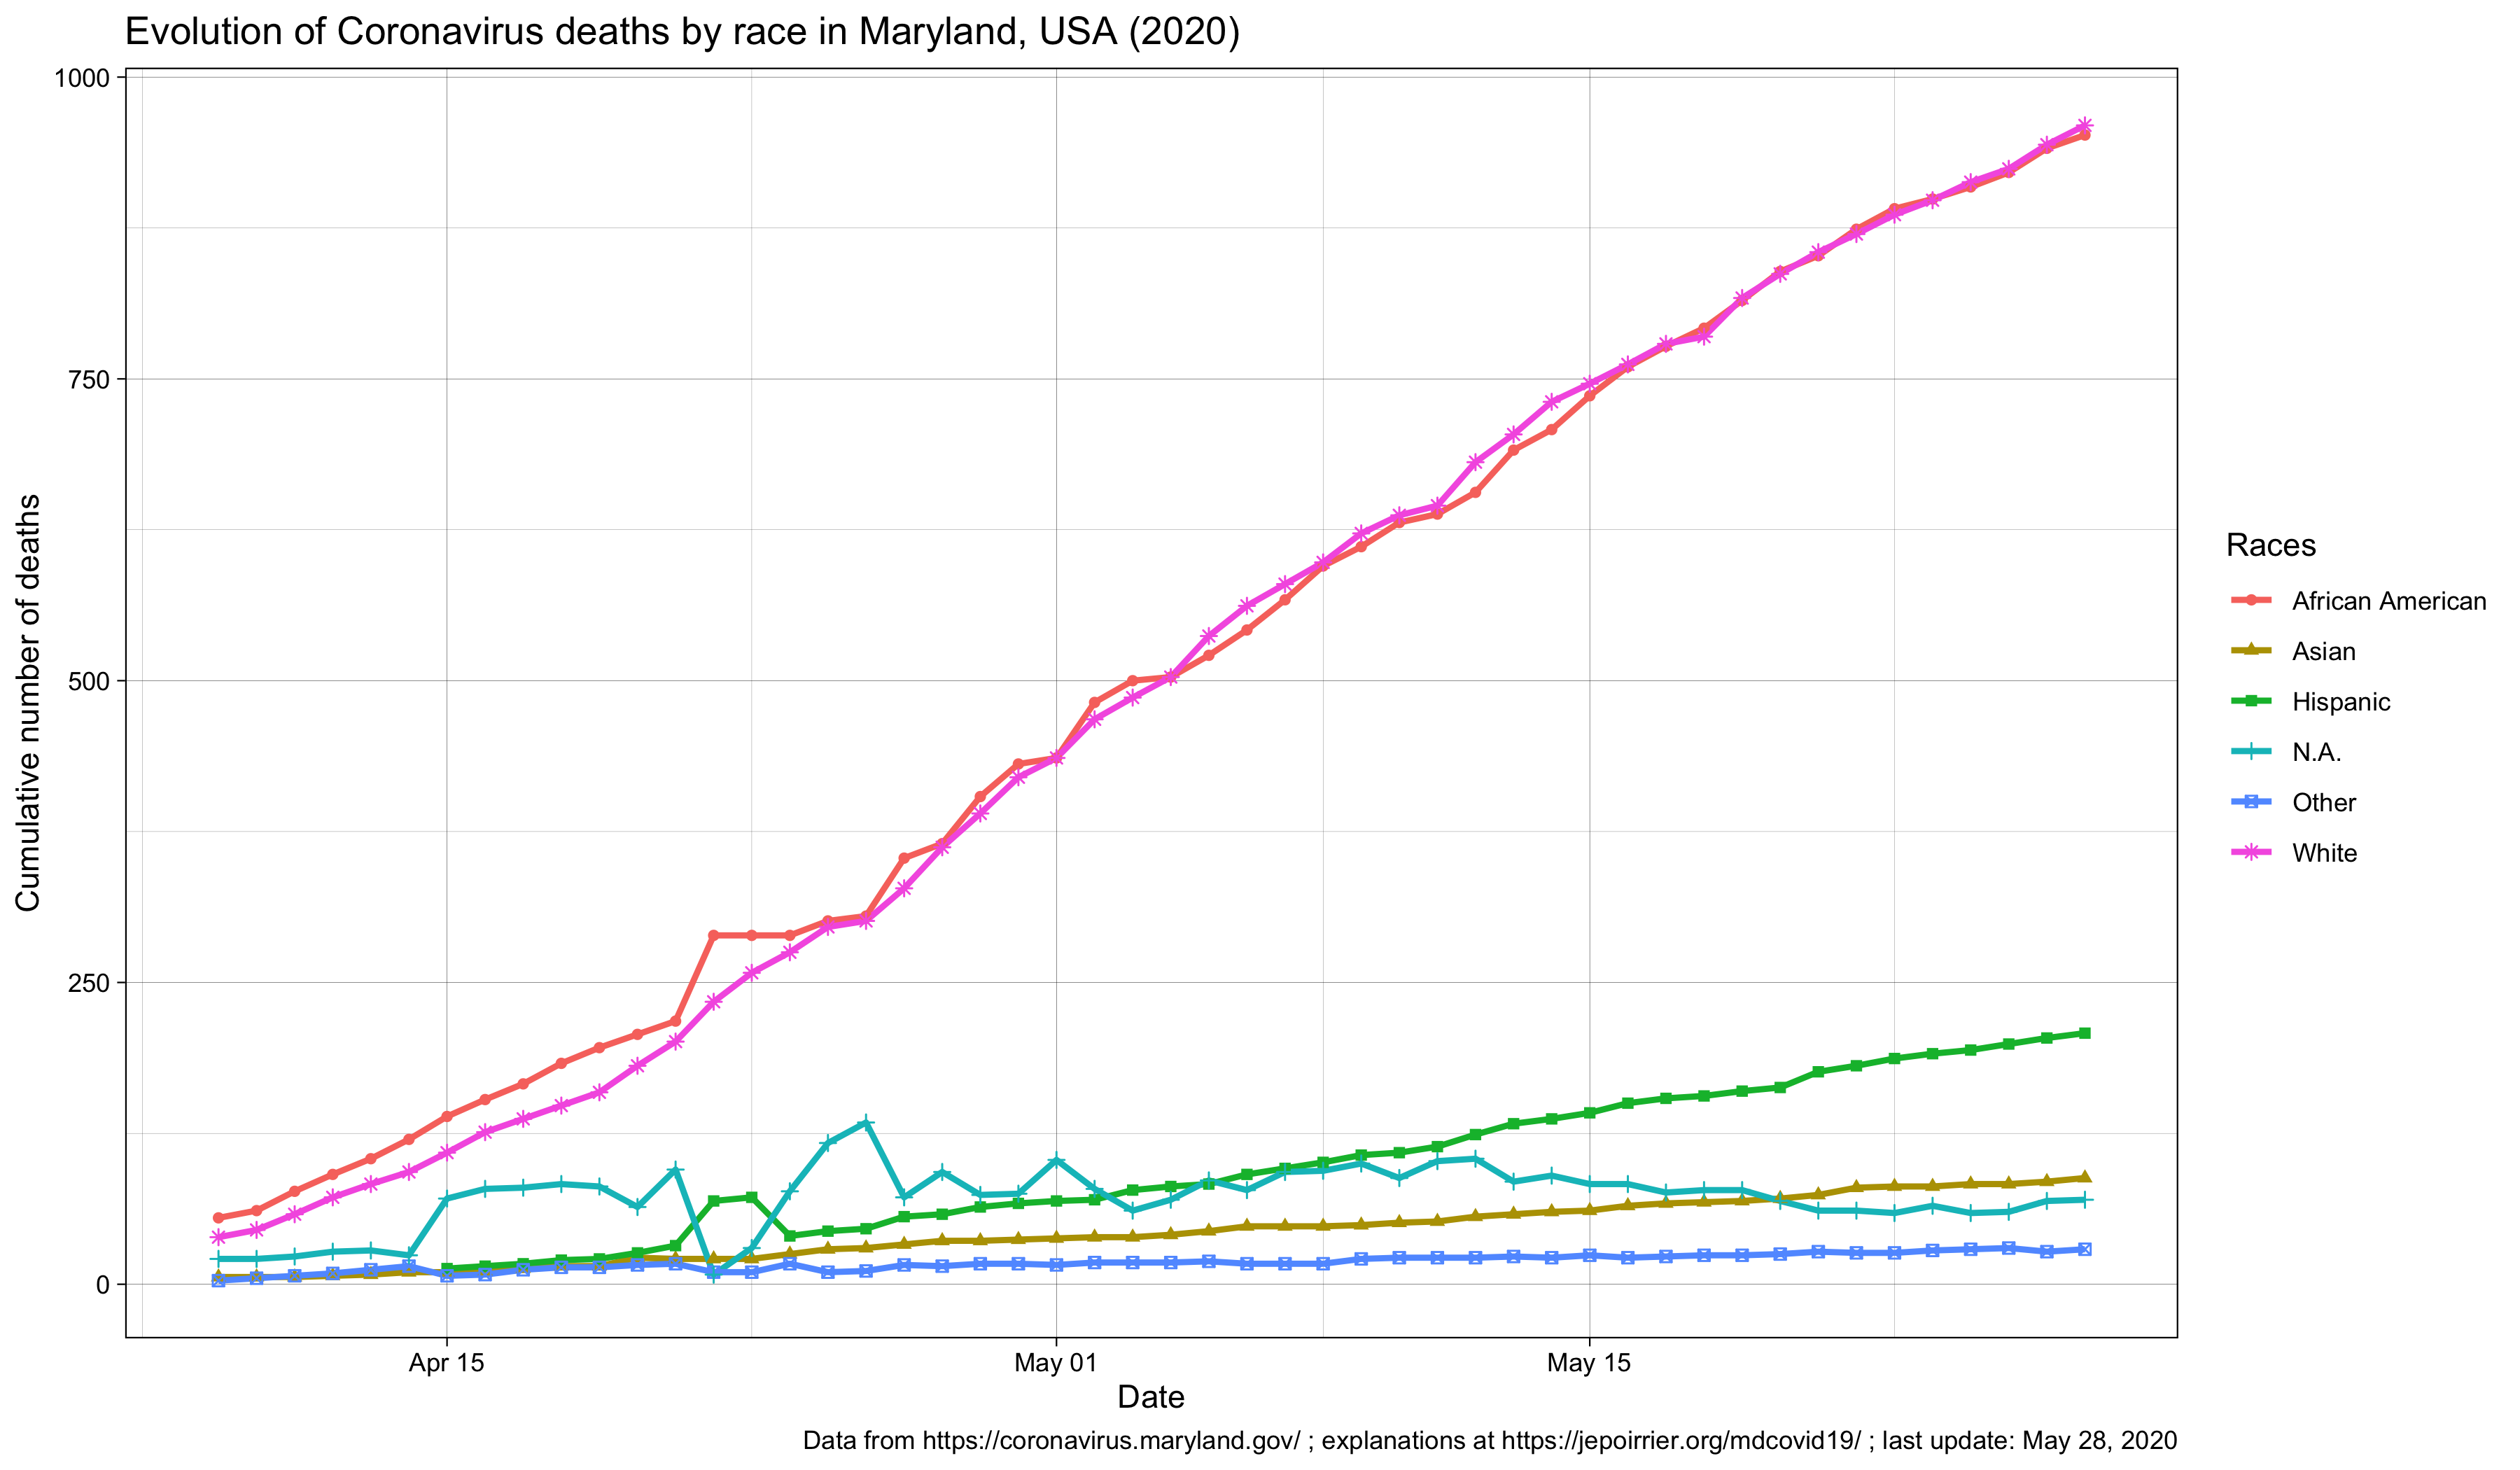 Evolution of Coronavirus deaths by race in Maryland, USA (2020)
Cumulative number of deaths
1000
750
500
250
0
Apr 15
May 01
May 15
Date
Races
African American
Asian
Hispanic
N.A.
Other
White
Data from https://coronavirus.maryland.gov/ ; explanations at https://jepoirrier.org/mdcovid19/ ; last update: May 28, 2020